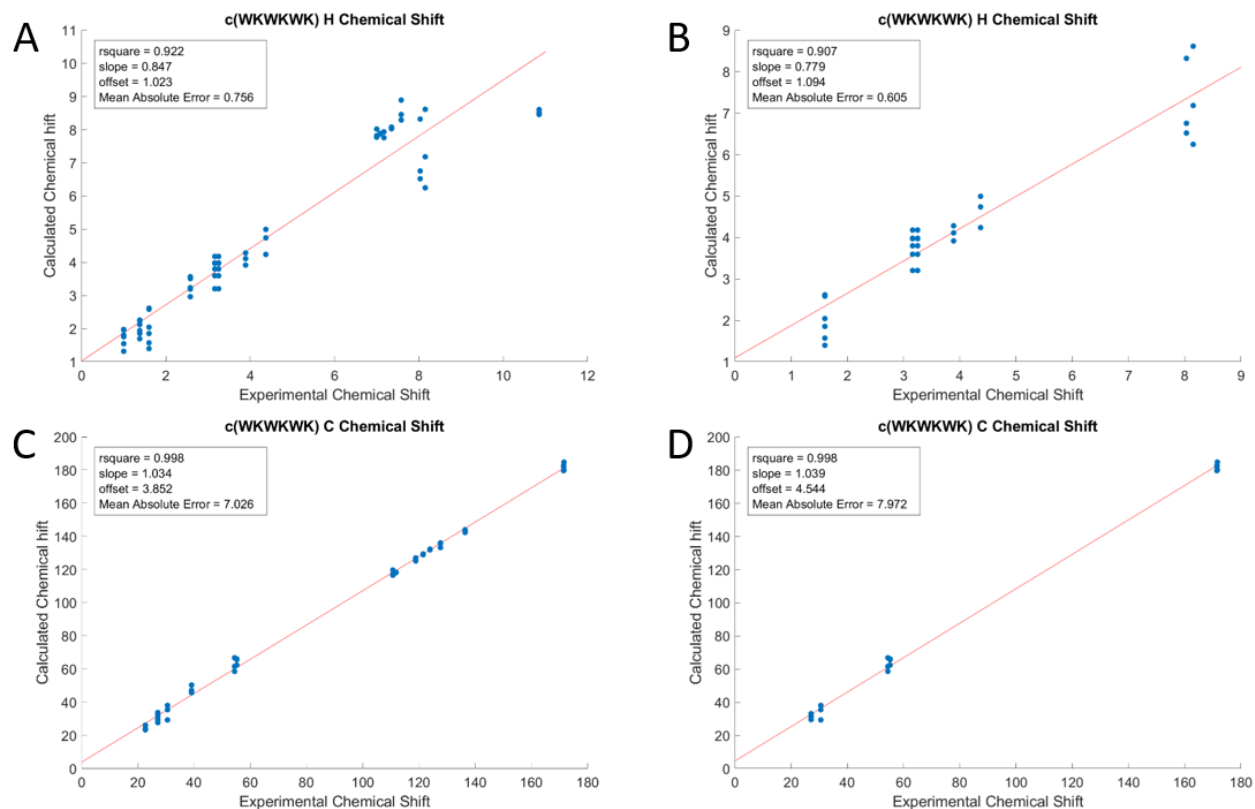 A
c(WKWKWK) H Chemical Shift
rsquare = 0.922
slope = 0.847
offset = 1.023
Mean Absolute Error = 0.756
Calculated Chemical hift
11
10
9
8
7
6
5
4
3
2
1
0 2 4 6 8 10 12
Experimental Chemical Shift
B
c(WKWKWK) H Chemical Shift
rsquare = 0.907
slope = 0.779
offset = 1.094
Mean Absolute Error = 0.605
Calculated Chemical hift
9
8
7
6
5
4
3
2
1
0 1 2 3 4 5 6 7 8 9
Experimental Chemical Shift
C
c(WKWKWK) C Chemical Shift
rsquare = 0.998
slope = 1.034
offset = 3.852
Mean Absolute Error = 7.026
Calculated Chemical hift
200
180
160
140
120
100
80
60
40
20
0
0 20 40 60 80 100 120 140 160 180
Experimental Chemical Shift
D
c(WKWKWK) C Chemical Shift
rsquare = 0.998
slope = 1.039
offset = 4.544
Mean Absolute Error = 7.972
Calculated Chemical hift
200
180
160
140
120
100
80
60
40
20
0
0 20 40 60 80 100 120 140 160 180
Experimental Chemical Shift